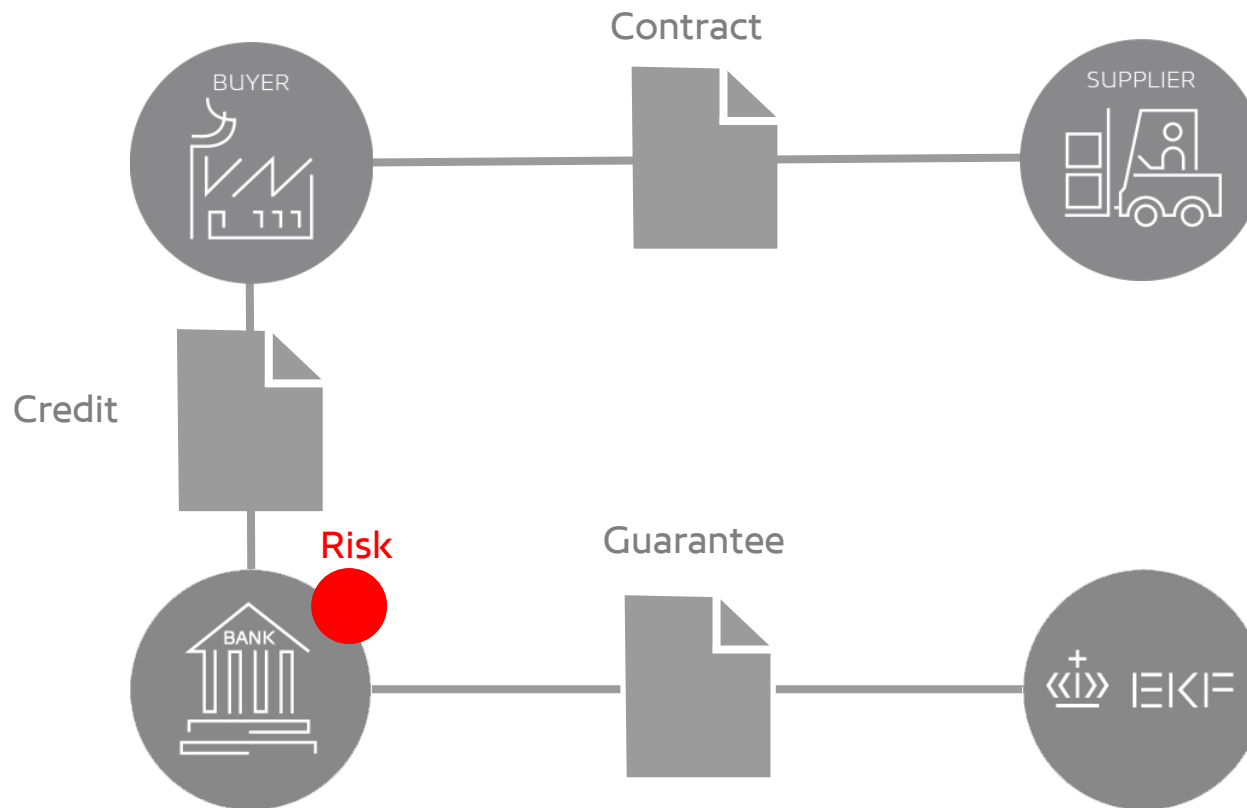 Contract
BUYER
SUPPLIER
Credit
Risk
Guarantee
BANK
EKF